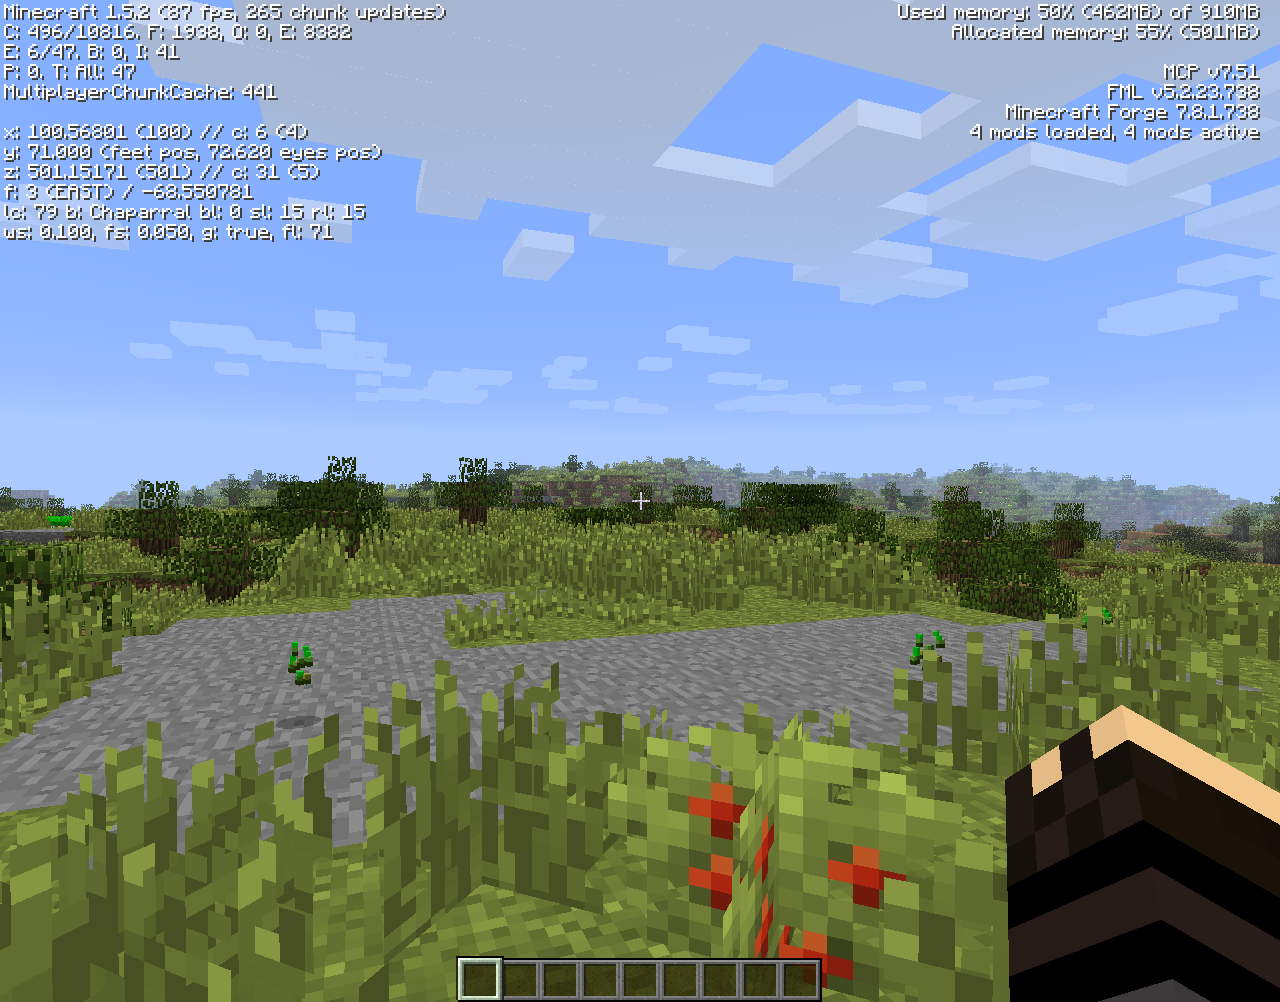 Minecraft 1.5.2 (87 fps, 265 chunk updates)
C: 496/10816. F: 1938, O: 0, E: 8382
E: 6/47. B: 0, I: 41
P: 0. T: All: 47
MultiplayerChunkCache: 441
x: 100.56801 (100) // c: 6 (4)
y: 71.000 (feet pos, 72.620 eyes pos)
z: 501.15171 (501) // c: 31 (5)
f: 3 (EAST) / -68.550781
lc: 79 b: Chaparral bl: 0 sl: 15 rl: 15
ws: 0.100, fs: 0.050, g: true, fl: 71
Used memory: 50% (462MB) of 910MB
Allocated memory: 55% (501MB)
MCP v7.51
FML v5.2.23.738
Minecraft Forge 7.8.1.738
4 mods loaded, 4 mods active